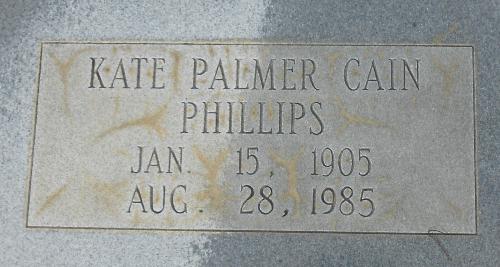 KATE PALMER CAIN
PHILLIPS
JAN. 15, 1905
AUG. 28, 1985